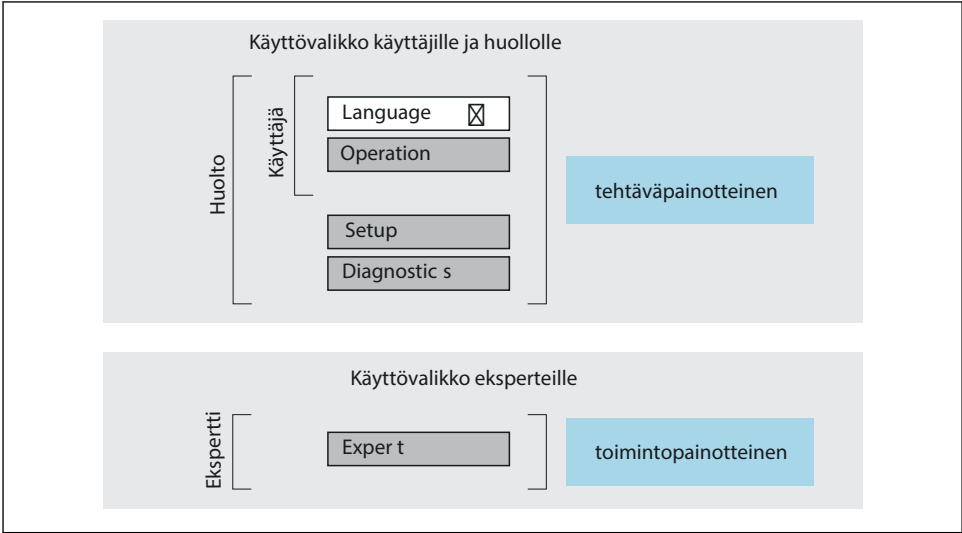 Käyttövalikko käyttäjille ja huollolle
Huolto
Käyttäjä
Language
Operation
Setup
Diagnostic s
tehtäväpainotteinen
Käyttövalikko eksperteille
Ekspertti
Exper t
toimintopainotteinen